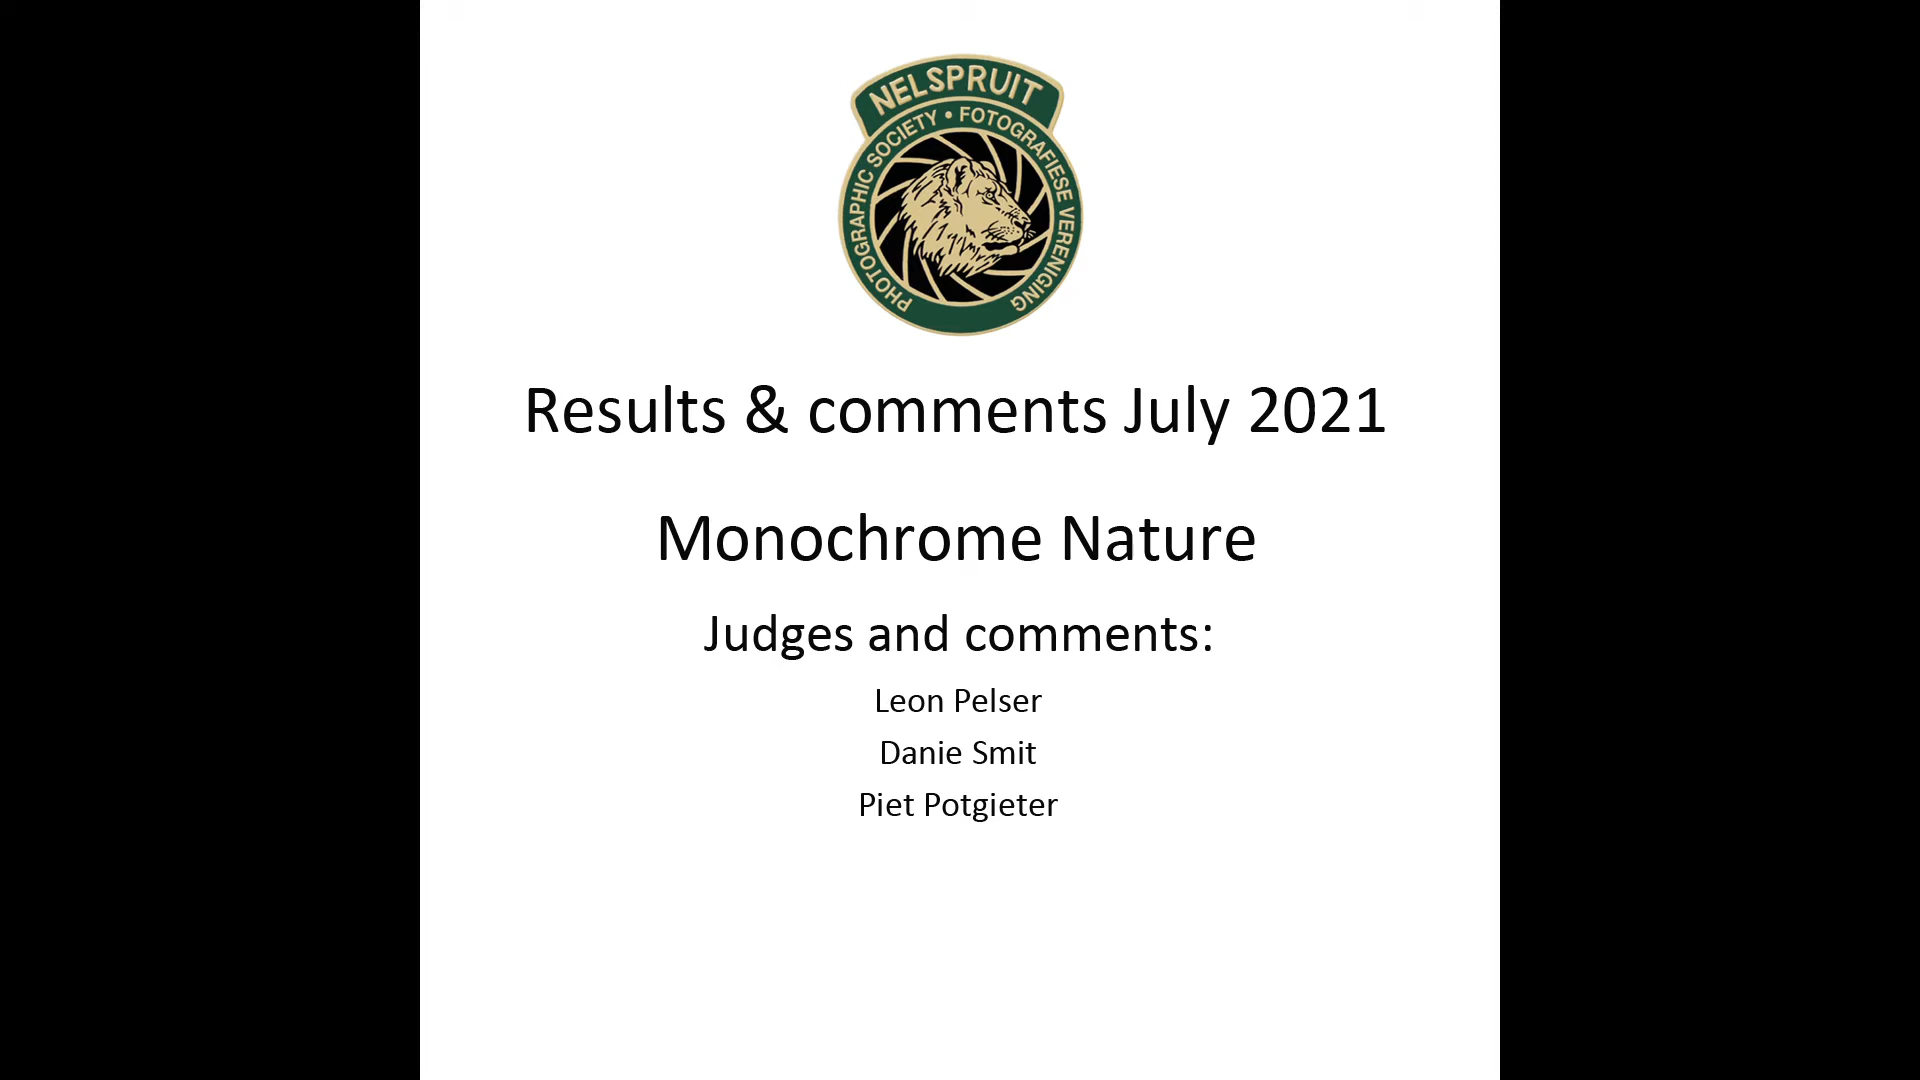 NELSPRUIT
PHOTOGRAPHIC SOCIETY • FOTOGRAFIESE VERENIGING
Results & comments July 2021
Monochrome Nature
Judges and comments:
Leon Pelser
Danie Smit
Piet Potgieter